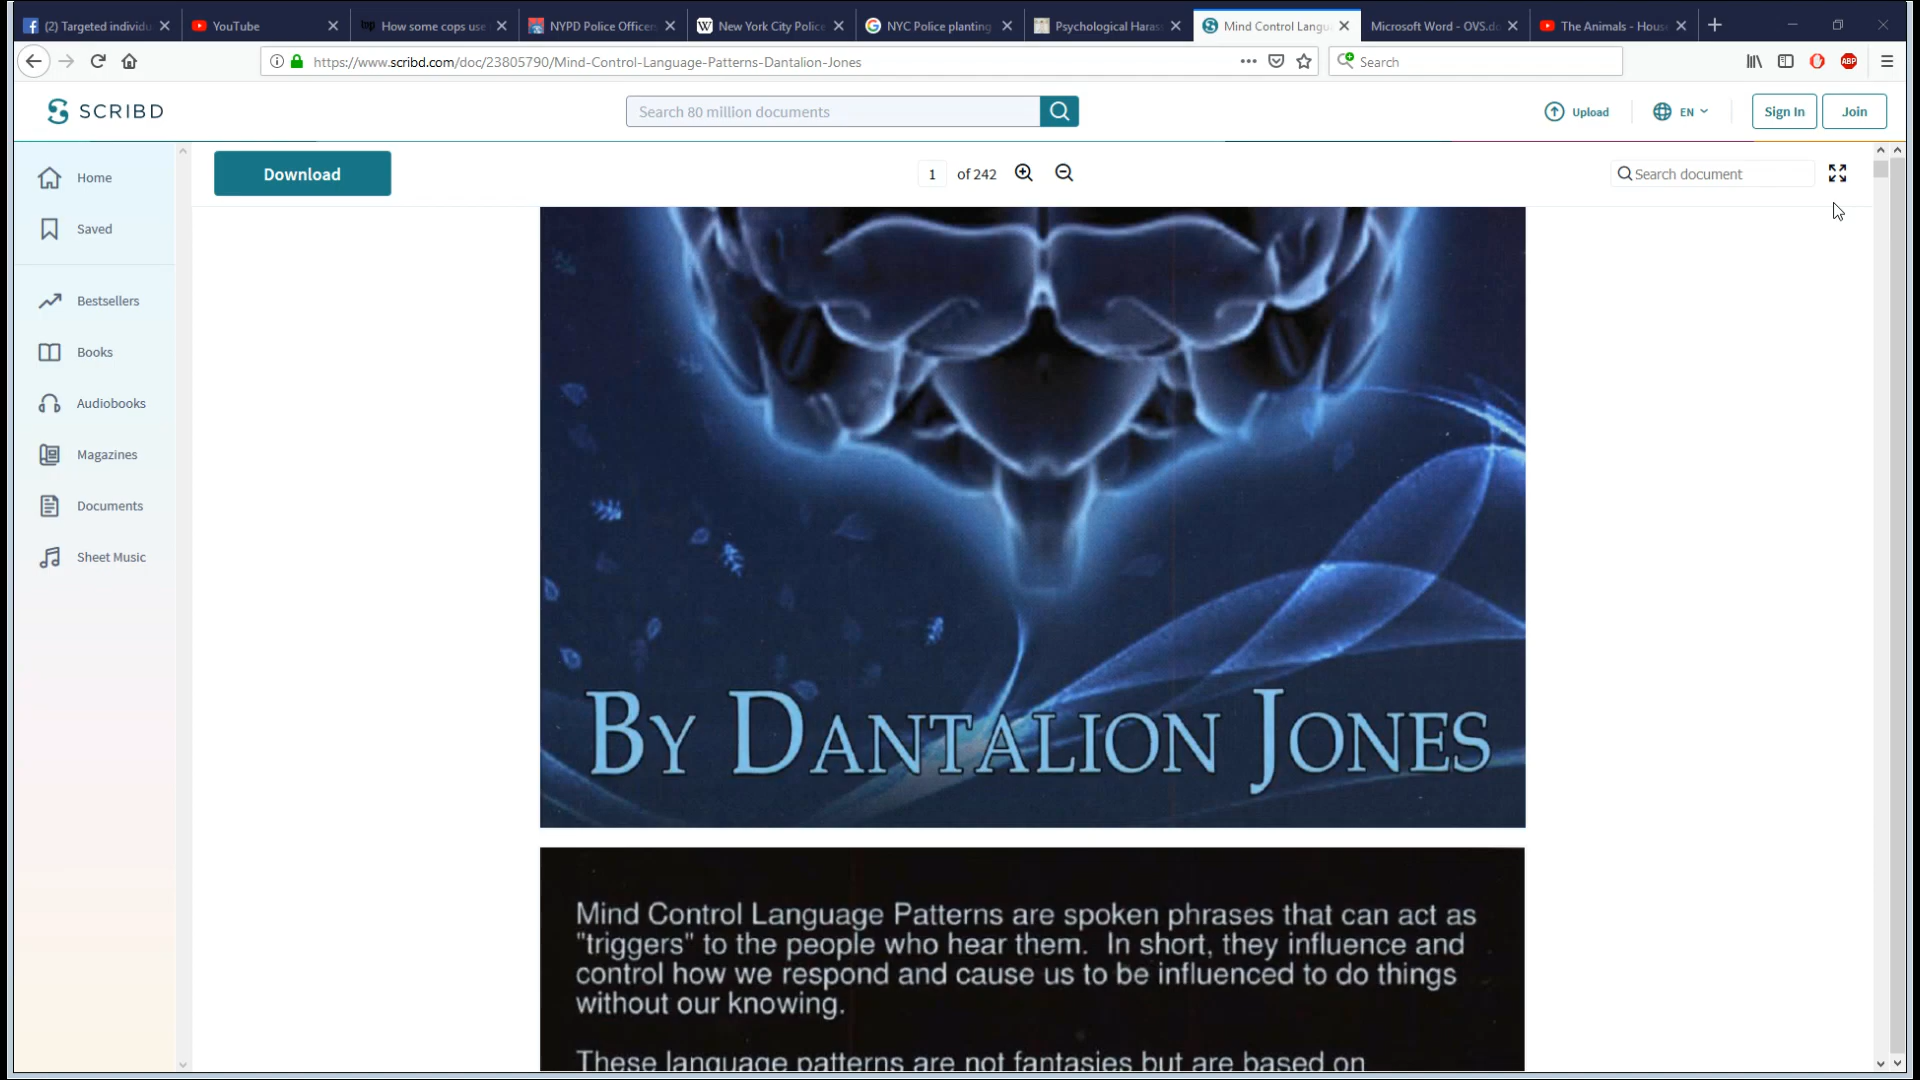 (2) Targeted individu
YouTube
How some cops use
NYPD Police Officer
New York City Police
NYC Police planting
Psychological Haras
Mind Control Langu
Microsoft Word - OVS.do
The Animals - Hous
https://www.scribd.com/doc/23805790/Mind-Control-Language-Patterns-Dantalion-Jones
Search
ABP
SCRIBD
Search 80 million documents
Upload
EN
Sign In
Join
Home
Saved
Bestsellers
Books
Audiobooks
Magazines
Documents
Sheet Music
Download
1 of 242
Search document
BY DANTALION JONES
Mind Control Language Patterns are spoken phrases that can act as
"triggers" to the people who hear them. In short, they influence and
control how we respond and cause us to be influenced to do things
without our knowing.
These language patterns are not fantasies but are based on